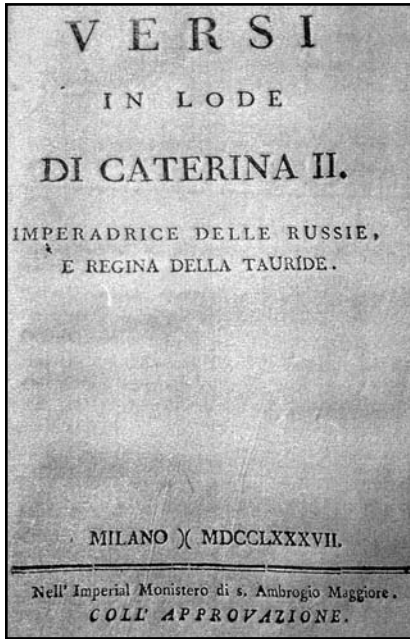 VERSI
IN LODE
DI CATERINA II.
IMPERADRICE DELLE RUSSIE,
E REGINA DELLA TAURÍDE.
MILANO )( MDCCLXXXVII.
Nell' Imperial Monistero di s. Ambrogio Maggiore.
COLL' APPROVAZIONE.